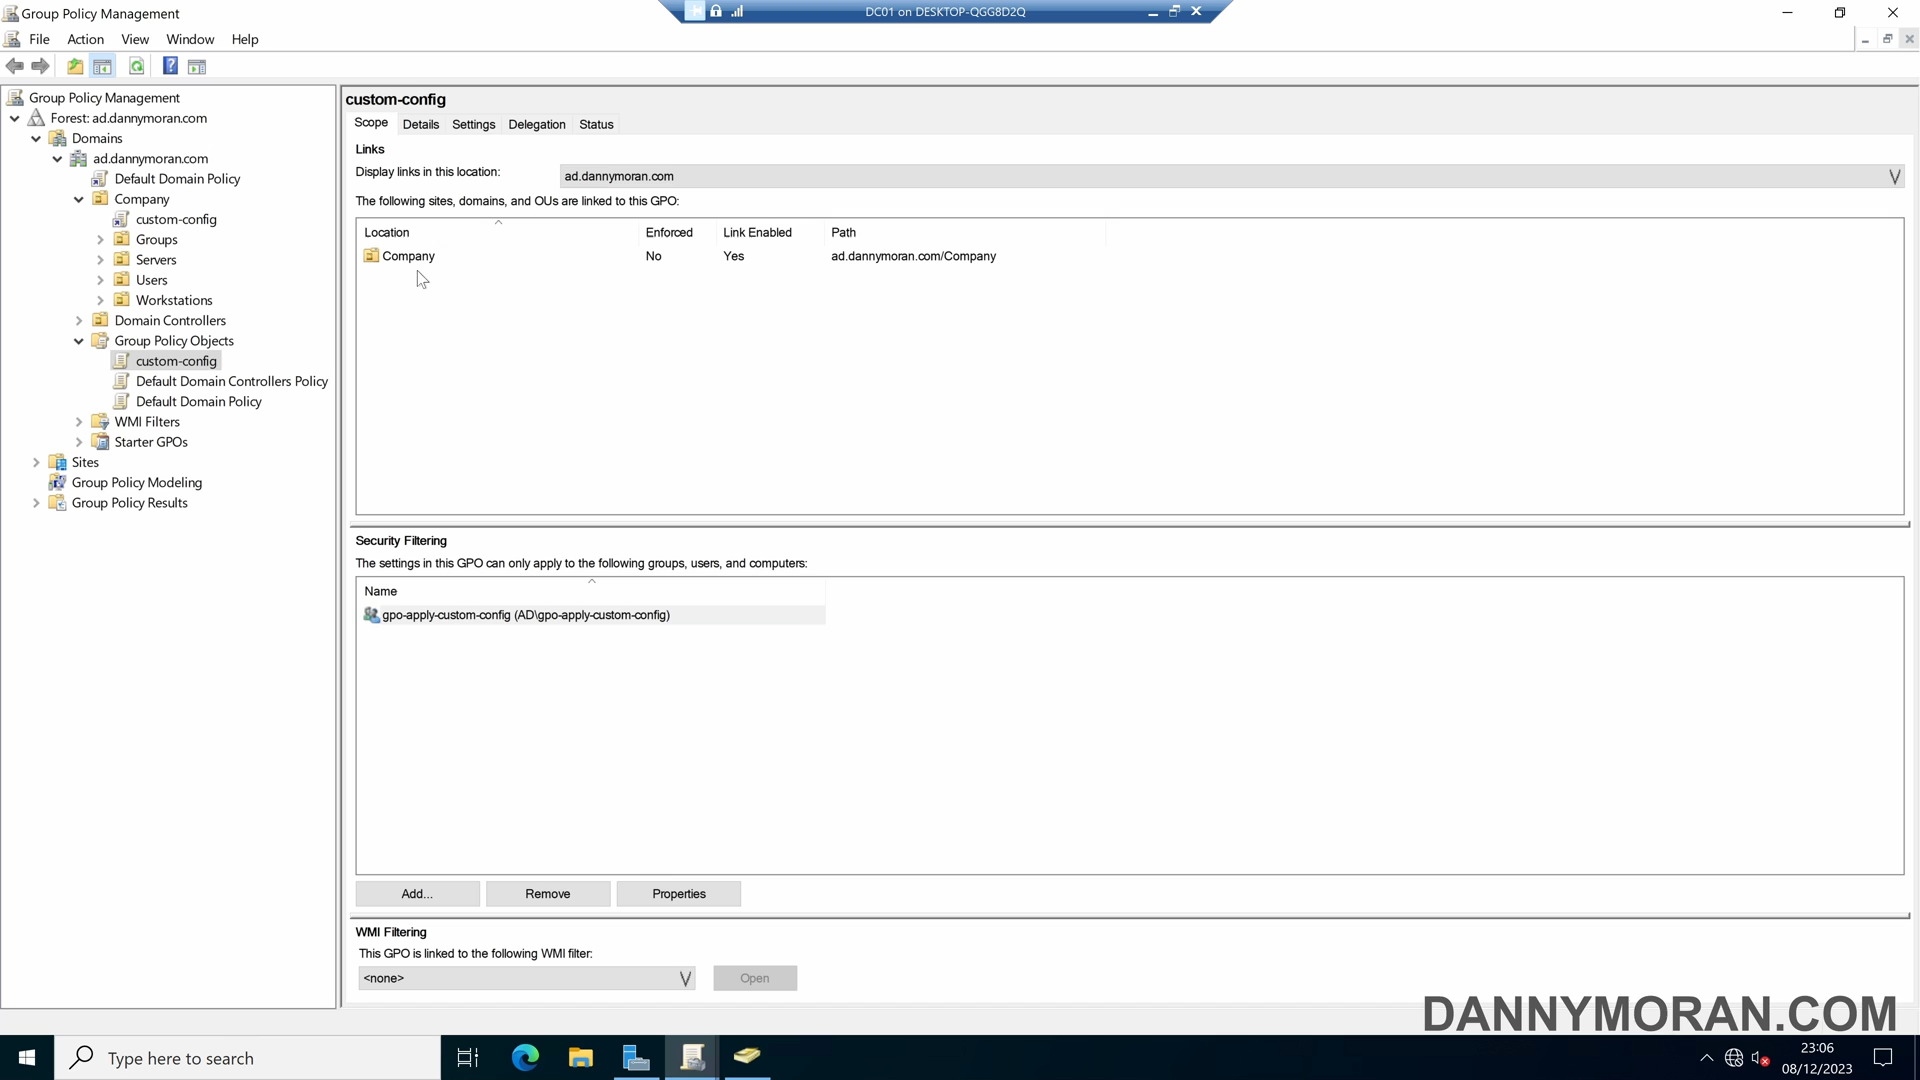 Group Policy Management
DC01 on DESKTOP-QGG8D2Q
File Action View Window Help
Group Policy Management
Forest: ad.dannymoran.com
Domains
ad.dannymoran.com
Default Domain Policy
Company
custom-config
Groups
Servers
Users
Workstations
Domain Controllers
Group Policy Objects
custom-config
Default Domain Controllers Policy
Default Domain Policy
WMI Filters
Starter GPOs
Sites
Group Policy Modeling
Group Policy Results
custom-config
Scope Details Settings Delegation Status
Links
Display links in this location: ad.dannymoran.com
The following sites, domains, and OUs are linked to this GPO:
Location Enforced Link Enabled Path
Company No Yes ad.dannymoran.com/Company
Security Filtering
The settings in this GPO can only apply to the following groups, users, and computers:
Name
gpo-apply-custom-config (AD\gpo-apply-custom-config)
Add... Remove Properties
WMI Filtering
This GPO is linked to the following WMI filter:
<none> Open
DANNYMORAN.COM
Type here to search
23:06
08/12/2023